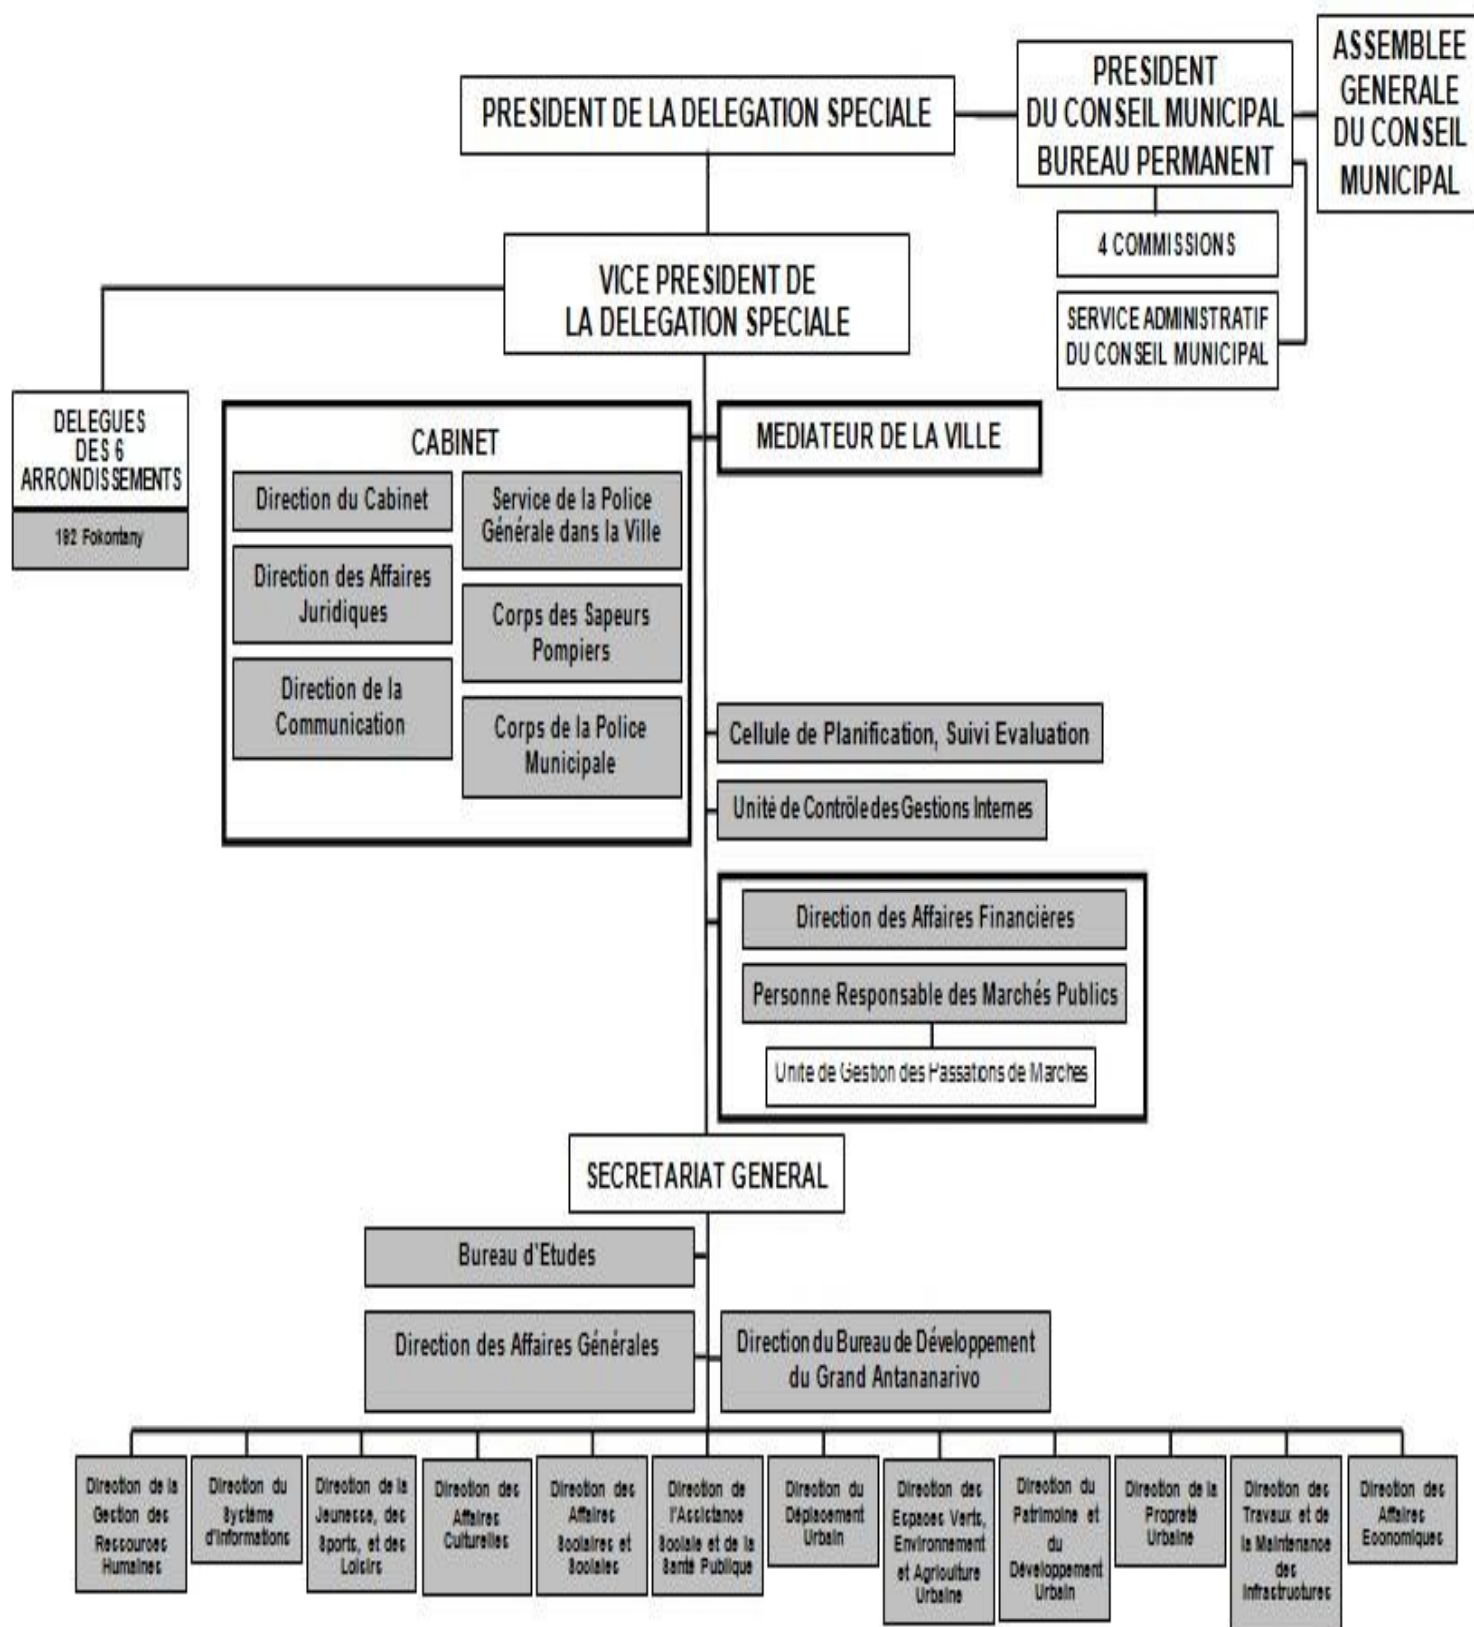 PRESIDENT DE LA DELEGATION SPECIALE
PRESIDENT
DU CONSEIL MUNICIPAL
BUREAU PERMANENT
ASSEMBLEE
GENERALE
DU CONSEIL
MUNICIPAL
4 COMMISSIONS
SERVICE ADMINISTRATIF
DU CONSEIL MUNICIPAL
VICE PRESIDENT DE
LA DELEGATION SPECIALE
DELEGUES
DES 6
ARRONDISSEMENTS
192 Fokontany
CABINET
Direction du Cabinet
Direction des Affaires
Juridiques
Direction de la
Communication
Service de la Police
Générale dans la Ville
Corps des Sapeurs
Pompiers
Corps de la Police
Municipale
MEDIATEUR DE LA VILLE
Cellule de Planification, Suivi Evaluation
Unité de Contrôle des Gestions Internes
Direction des Affaires Financières
Personne Responsable des Marchés Publics
Unite de Gestion des Passations de Marches
SECRETARIAT GENERAL
Bureau d'Etudes
Direction des Affaires Générales
Direction du Bureau de Développement
du Grand Antananarivo
Direction de la
Gestion des
Ressources
Humaines
Direction du
Système
d'Informations
Direction de la
Jeunesse, des
Sports, et des
Loisirs
Direction des
Affaires
Culturelles
Direction des
Affaires
Scolaires et
Sociales
Direction de
l'Assistance
Sociale et de la
Santé Publique
Direction du
Déplacement
Urbain
Direction des
Espaces Verts,
Environnement
et Agriculture
Urbaine
Direction du
Patrimoine et
du
Développement
Urbain
Direction de la
Propreté
Urbaine
Direction des
Travaux et de
la Maintenance
des
Infrastructures
Direction des
Affaires
Economiques